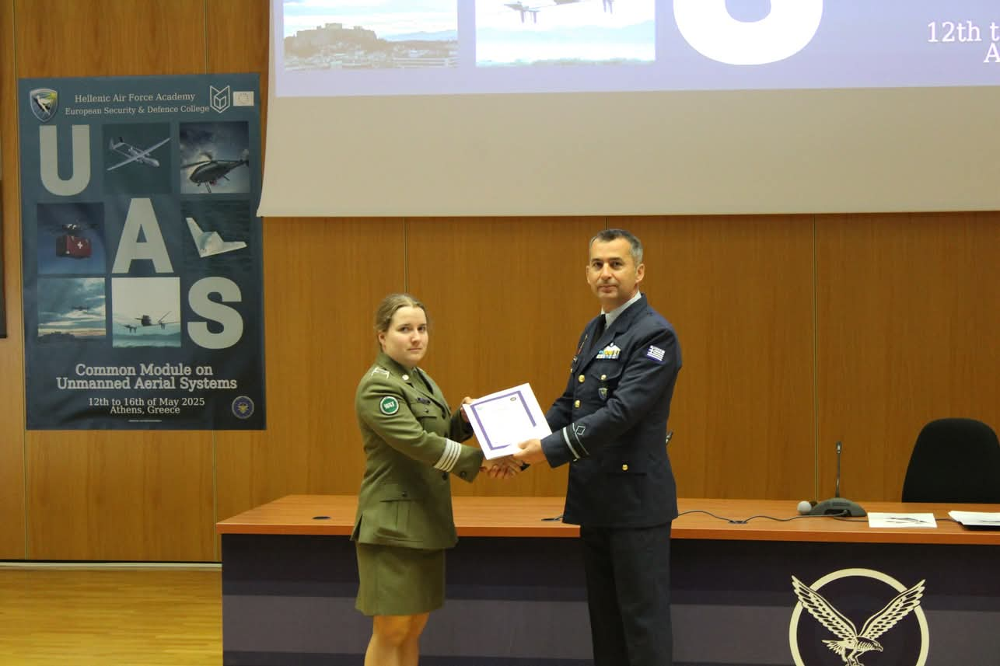 Hellenic Air Force Academy
European Security & Defence College
U
A
S
Common Module on
Unmanned Aerial Systems
12th to 16th of May 2025
Athens, Greece
12th t
A
WAT